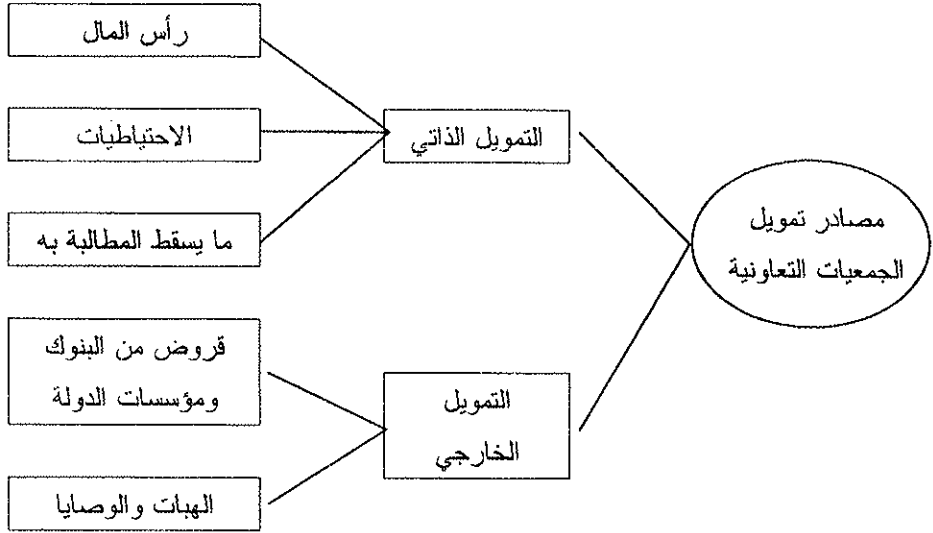 مصادر تمويل
الجمعيات التعاونية
التمويل الذاتي
رأس المال
الاحتياطيات
ما يسقط المطالبة به
التمويل
الخارجي
قروض من البنوك
ومؤسسات الدولة
الهبات والوصايا